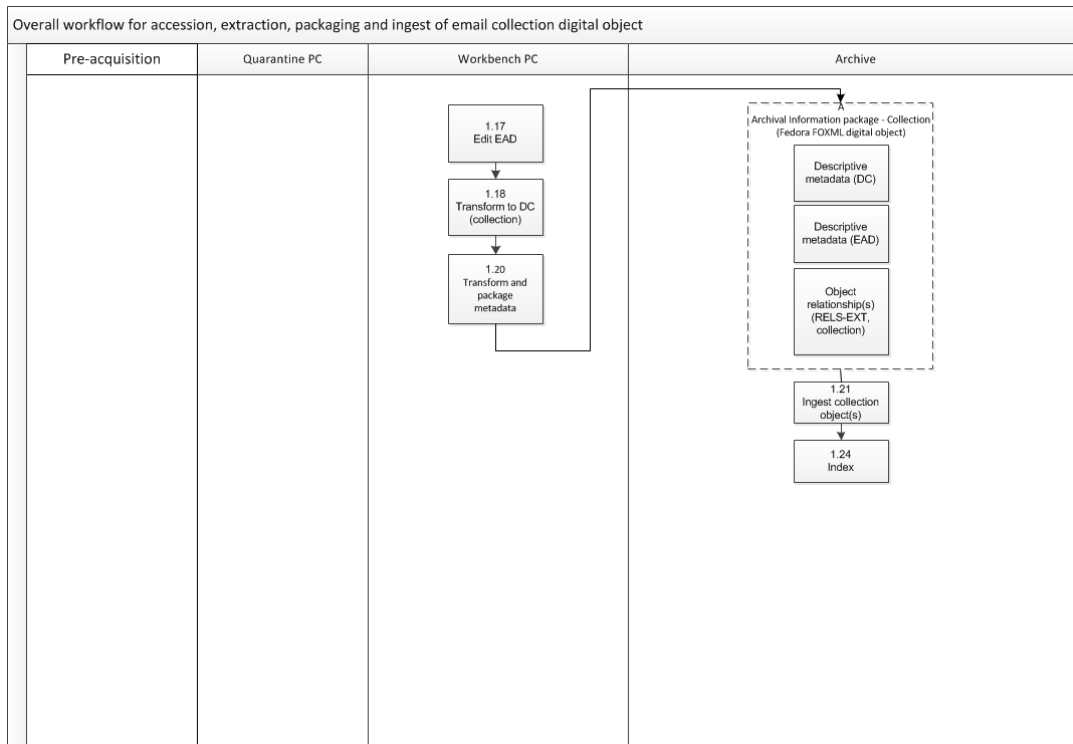 Overall workflow for accession, extraction, packaging and ingest of email collection digital object
Pre-acquisition
Quarantine PC
Workbench PC
Archive
1.17
Edit EAD
1.18
Transform to DC
(collection)
1.20
Transform and
package
metadata
A
Archival Information package - Collection
(Fedora FOXML digital object)
Descriptive
metadata (DC)
Descriptive
metadata (EAD)
Object
relationship(s)
(RELS-EXT,
collection)
1.21
Ingest collection
object(s)
1.24
Index